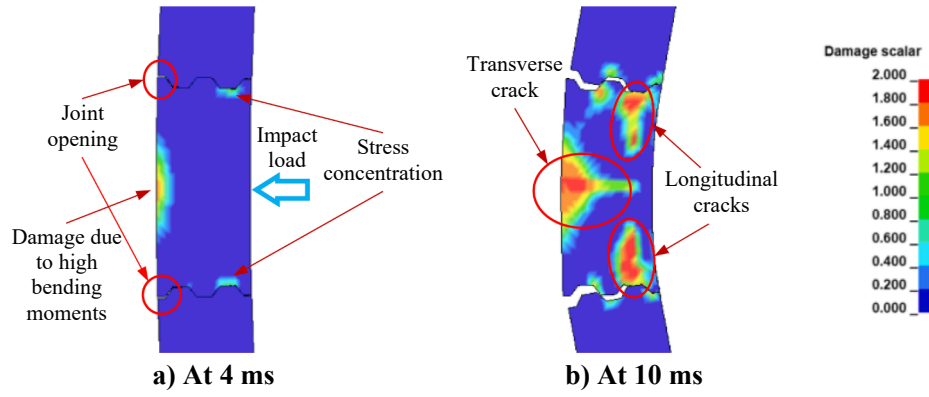 Joint
opening
Damage due
to high
bending
moments
Impact
load
Stress
concentration
a) At 4 ms
Transverse
crack
Longitudinal
cracks
b) At 10 ms
Damage scalar
2.000
1.800
1.600
1.400
1.200
1.000
0.800
0.600
0.400
0.200
0.000